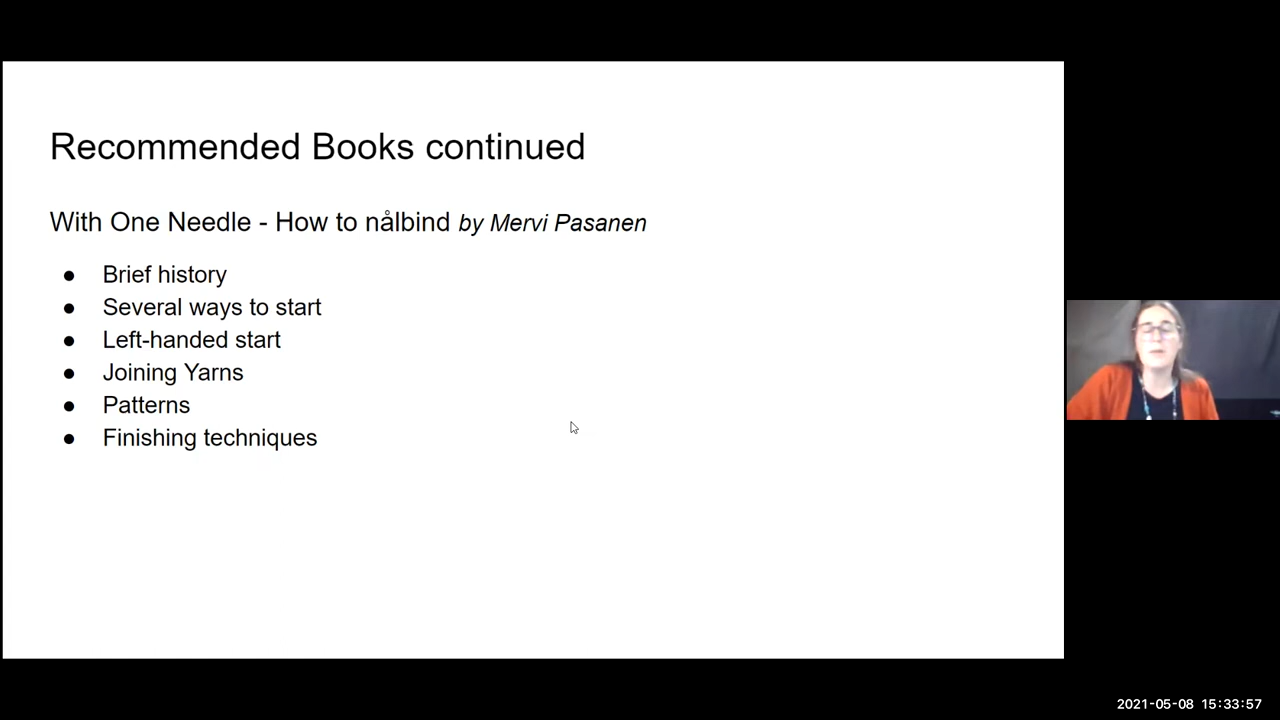 Recommended Books continued
With One Needle - How to nålbind by Mervi Pasanen
● Brief history
● Several ways to start
● Left-handed start
● Joining Yarns
● Patterns
● Finishing techniques
2021-05-08 15:33:57